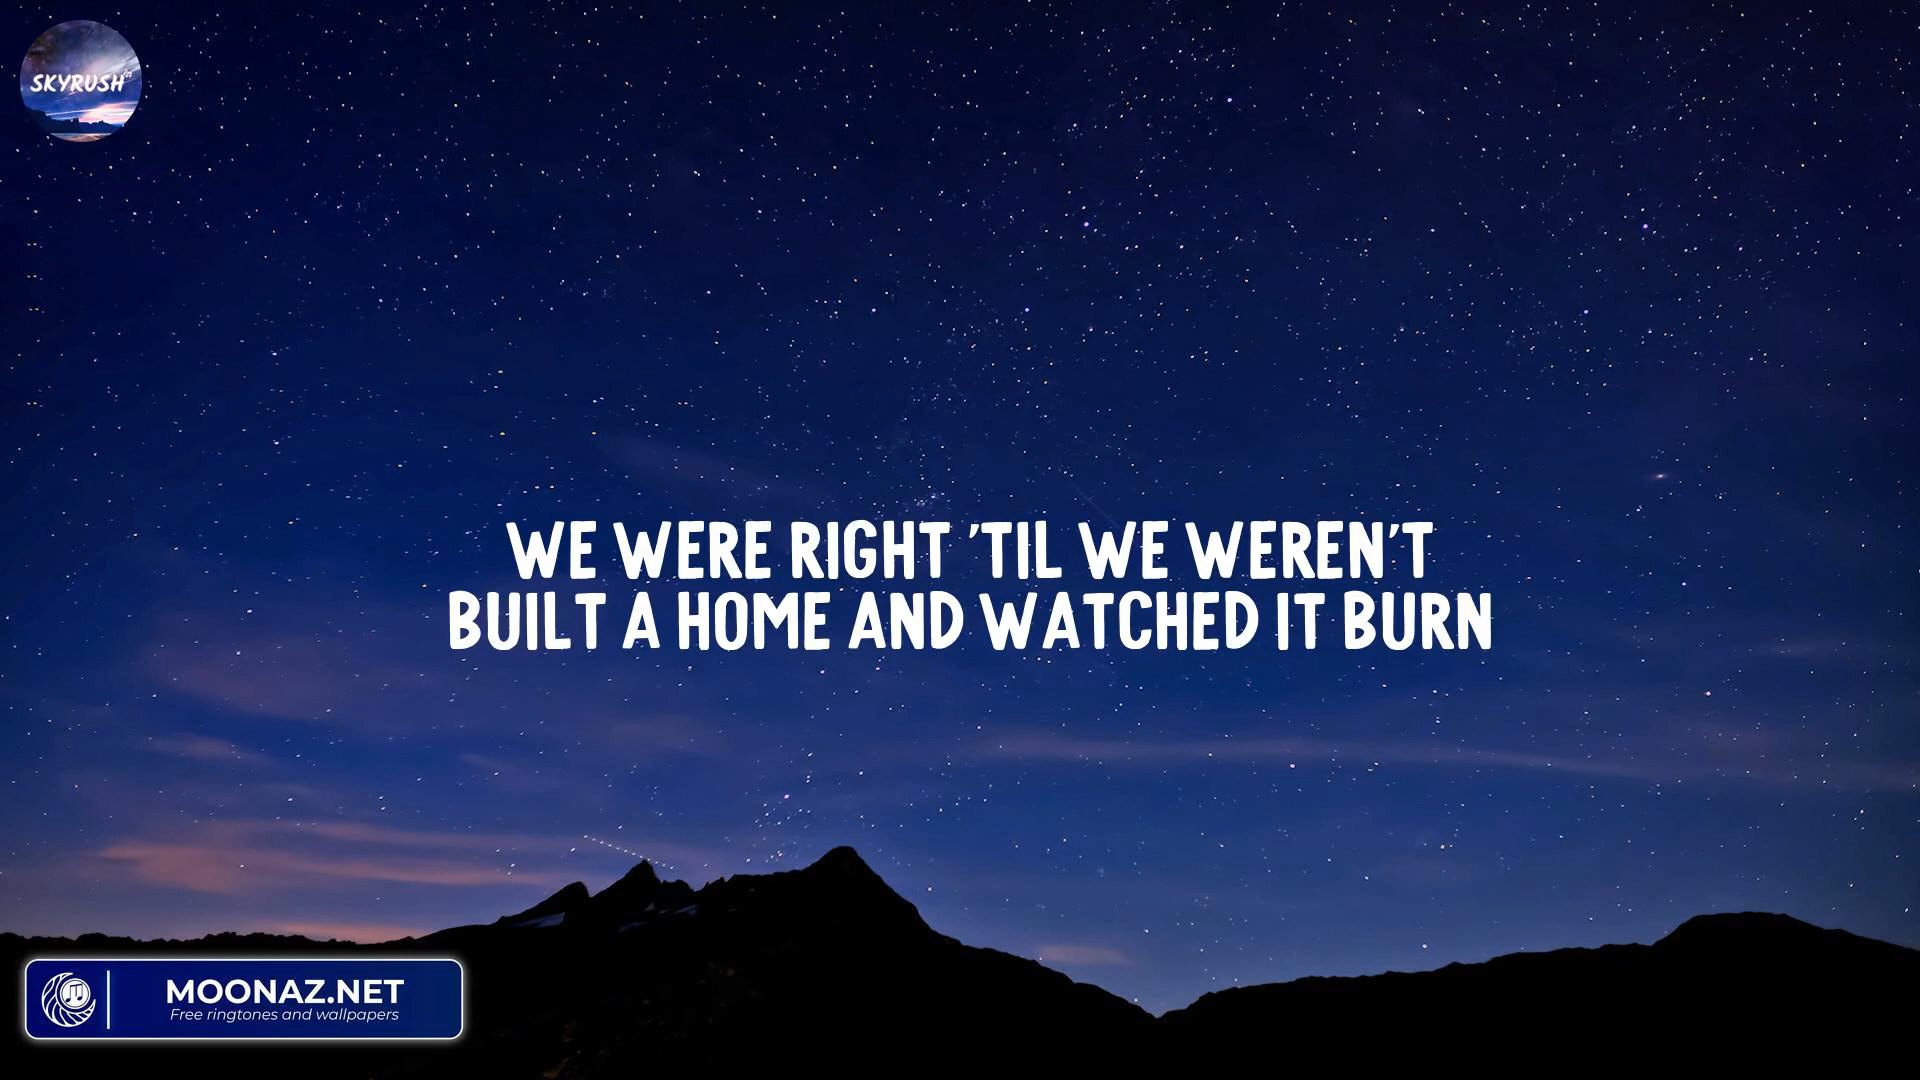 SKYRUSH
WE WERE RIGHT 'TIL WE WEREN'T
BUILT A HOME AND WATCHED IT BURN
MOONAZ.NET
Free ringtones and wallpapers